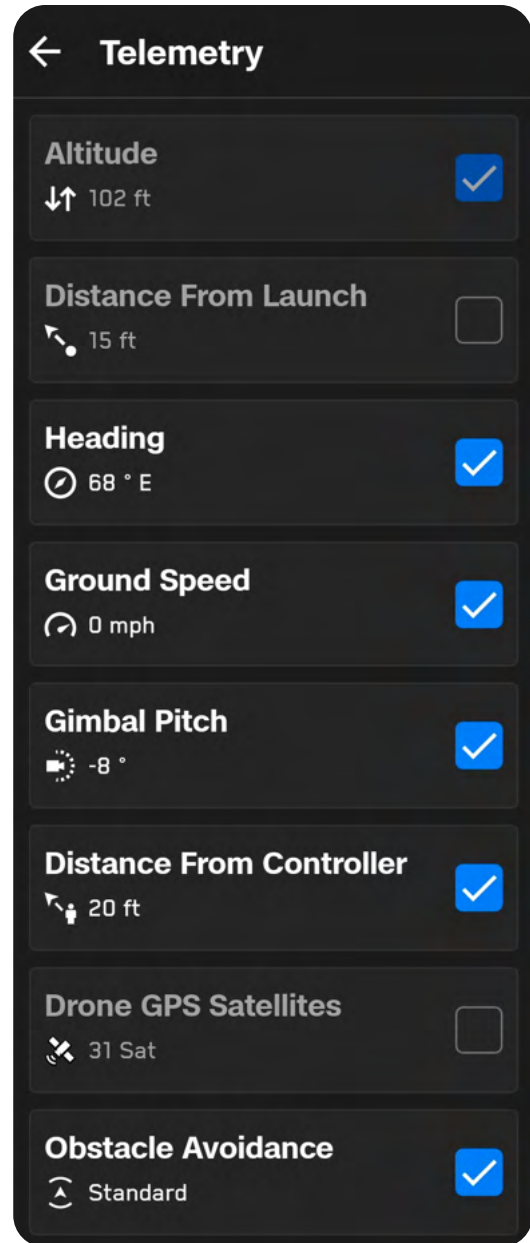 Telemetry
Altitude
102 ft
Distance From Launch
15 ft
Heading
68 ° E
Ground Speed
0 mph
Gimbal Pitch
-8 °
Distance From Controller
20 ft
Drone GPS Satellites
31 Sat
Obstacle Avoidance
Standard